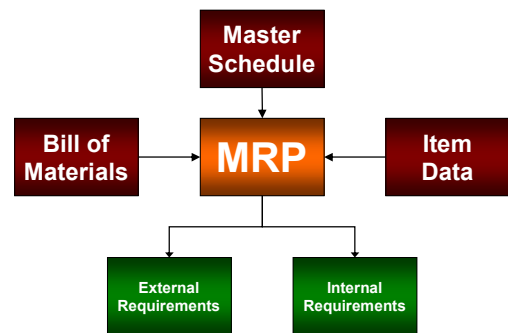 Master
Schedule
Bill of
Materials
MRP
Item
Data
External
Requirements
Internal
Requirements